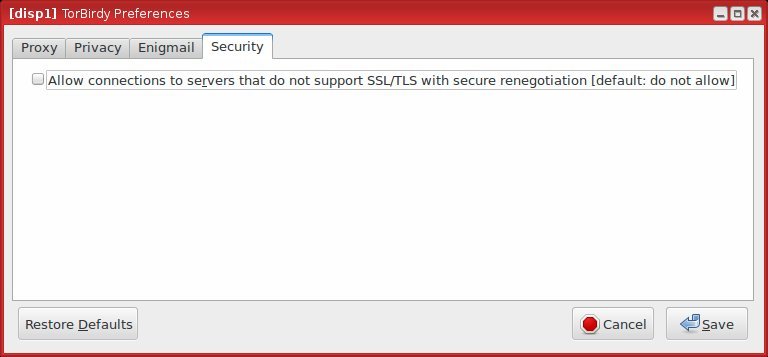 [disp1] TorBirdy Preferences
Proxy Privacy Enigmail Security
Allow connections to servers that do not support SSL/TLS with secure renegotiation [default: do not allow]
Restore Defaults Cancel Save